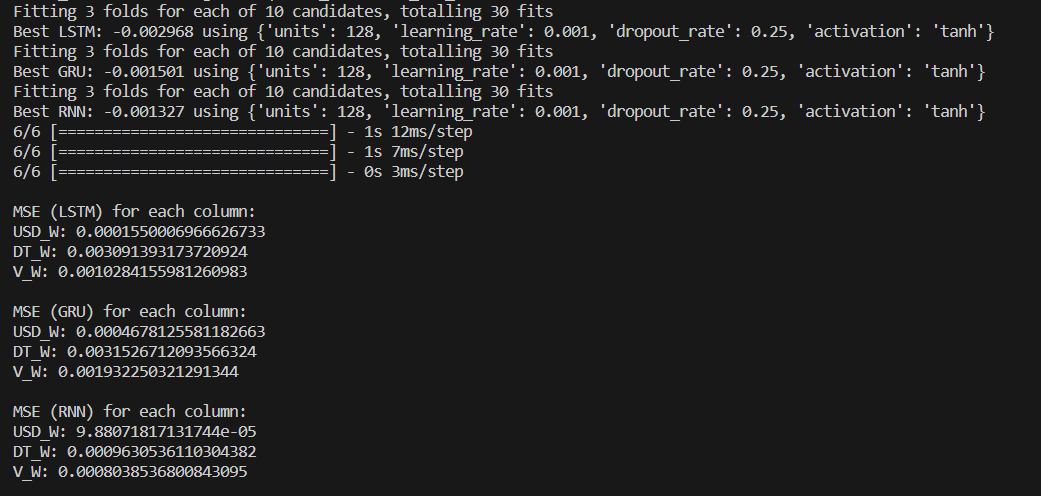 Fitting 3 folds for each of 10 candidates, totalling 30 fits
Best LSTM: -0.002968 using {'units': 128, 'learning_rate': 0.001, 'dropout_rate': 0.25, 'activation': 'tanh'}
Fitting 3 folds for each of 10 candidates, totalling 30 fits
Best GRU: -0.001501 using {'units': 128, 'learning_rate': 0.001, 'dropout_rate': 0.25, 'activation': 'tanh'}
Fitting 3 folds for each of 10 candidates, totalling 30 fits
Best RNN: -0.001327 using {'units': 128, 'learning_rate': 0.001, 'dropout_rate': 0.25, 'activation': 'tanh'}
6/6 [==============================] - 1s 12ms/step
6/6 [==============================] - 1s 7ms/step
6/6 [==============================] - 0s 3ms/step
MSE (LSTM) for each column:
USD_W: 0.0001550006966626733
DT_W: 0.003091393173720924
V_W: 0.0010284155981260983
MSE (GRU) for each column:
USD_W: 0.0004678125581182663
DT_W: 0.0031526712093566324
V_W: 0.001932250321291344
MSE (RNN) for each column:
USD_W: 9.88071817131744e-05
DT_W: 0.0009630536110304382
V_W: 0.0008038536800843095